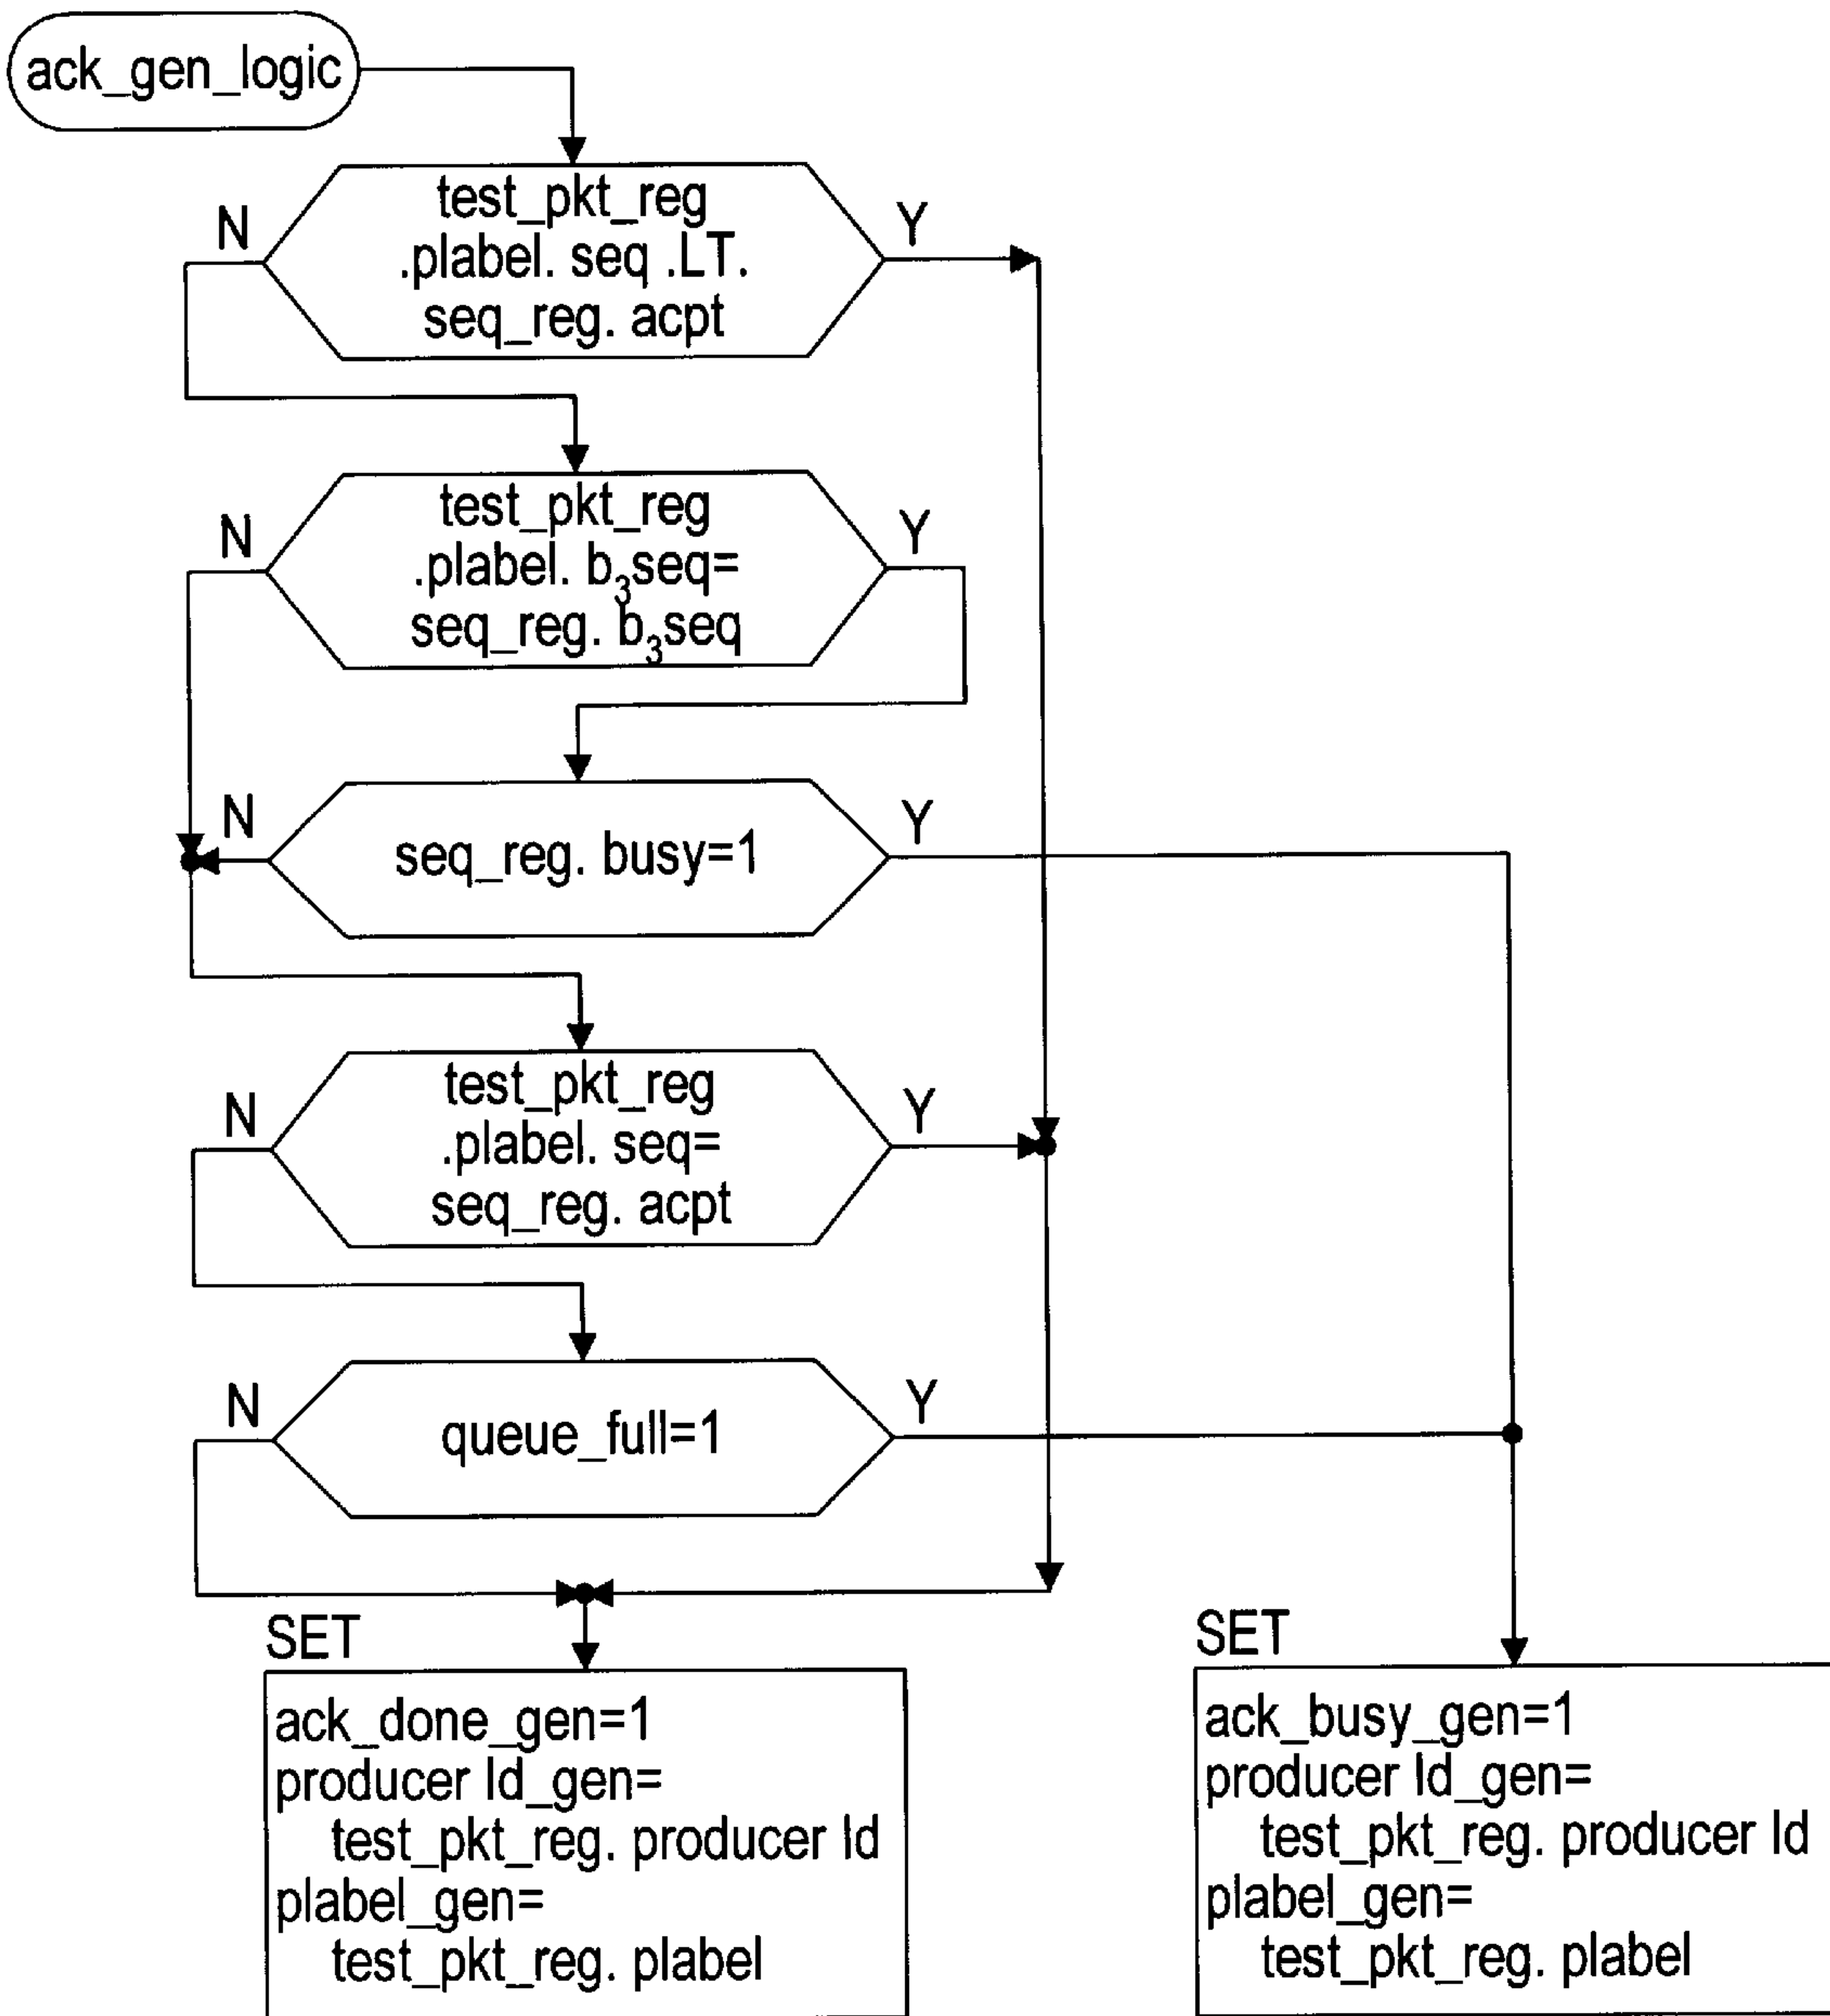 ack_gen_logic
test_pkt_reg
N
Y
.plabel. seq .LT.
seq_reg. acpt
test_pkt_reg
N
Y
.plabel. b₃seq=
seq_reg. b₃seq
N
Y
seq_reg. busy=1
test_pkt_reg
N
Y
.plabel. seq=
seq_reg. acpt
N
Y
queue_full=1
SET
ack_done_gen=1
producer Id_gen=
test_pkt_reg. producer Id
plabel_gen=
test_pkt_reg. plabel
SET
ack_busy_gen=1
producer Id_gen=
test_pkt_reg. producer Id
plabel_gen=
test_pkt_reg. plabel